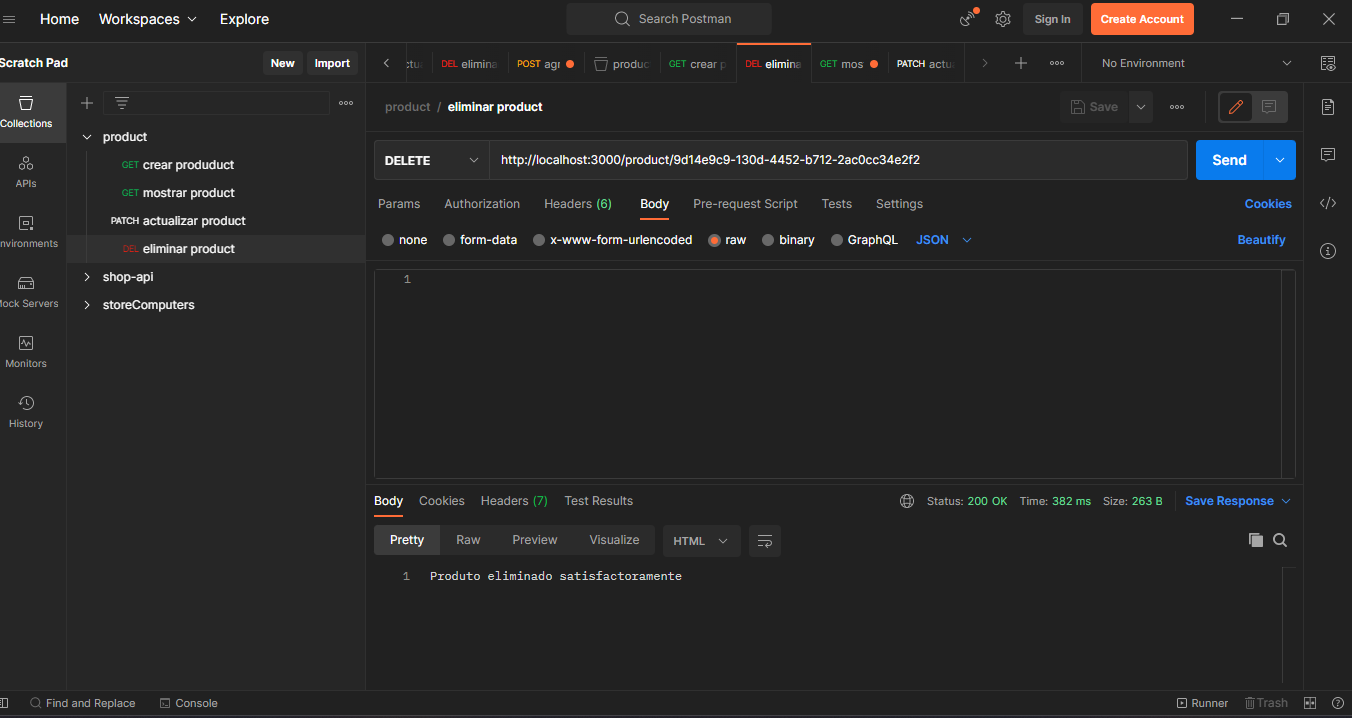 Home Workspaces Explore Search Postman Sign In Create Account
Scratch Pad New Import
DEL elimina POST agr produc GET crear p DEL elimina GET mos PATCH actu No Environment
Collections
APIs
nvironments
Mock Servers
Monitors
History
product
GET crear produduct
GET mostrar product
PATCH actualizar product
DEL eliminar product
shop-api
storeComputers
product / eliminar product Save
DELETE http://localhost:3000/product/9d14e9c9-130d-4452-b712-2ac0cc34e2f2 Send
Params Authorization Headers (6) Body Pre-request Script Tests Settings Cookies
none form-data x-www-form-urlencoded raw binary GraphQL JSON Beautify
1
Body Cookies Headers (7) Test Results Status: 200 OK Time: 382 ms Size: 263 B Save Response
Pretty Raw Preview Visualize HTML
1 Produto eliminado satisfactoramente
Find and Replace Console Runner Trash